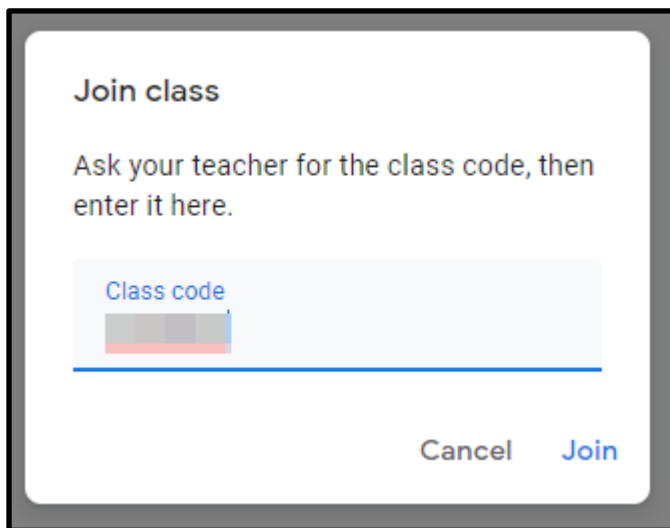 Join class
Ask your teacher for the class code, then
enter it here.
Class code
Cancel Join